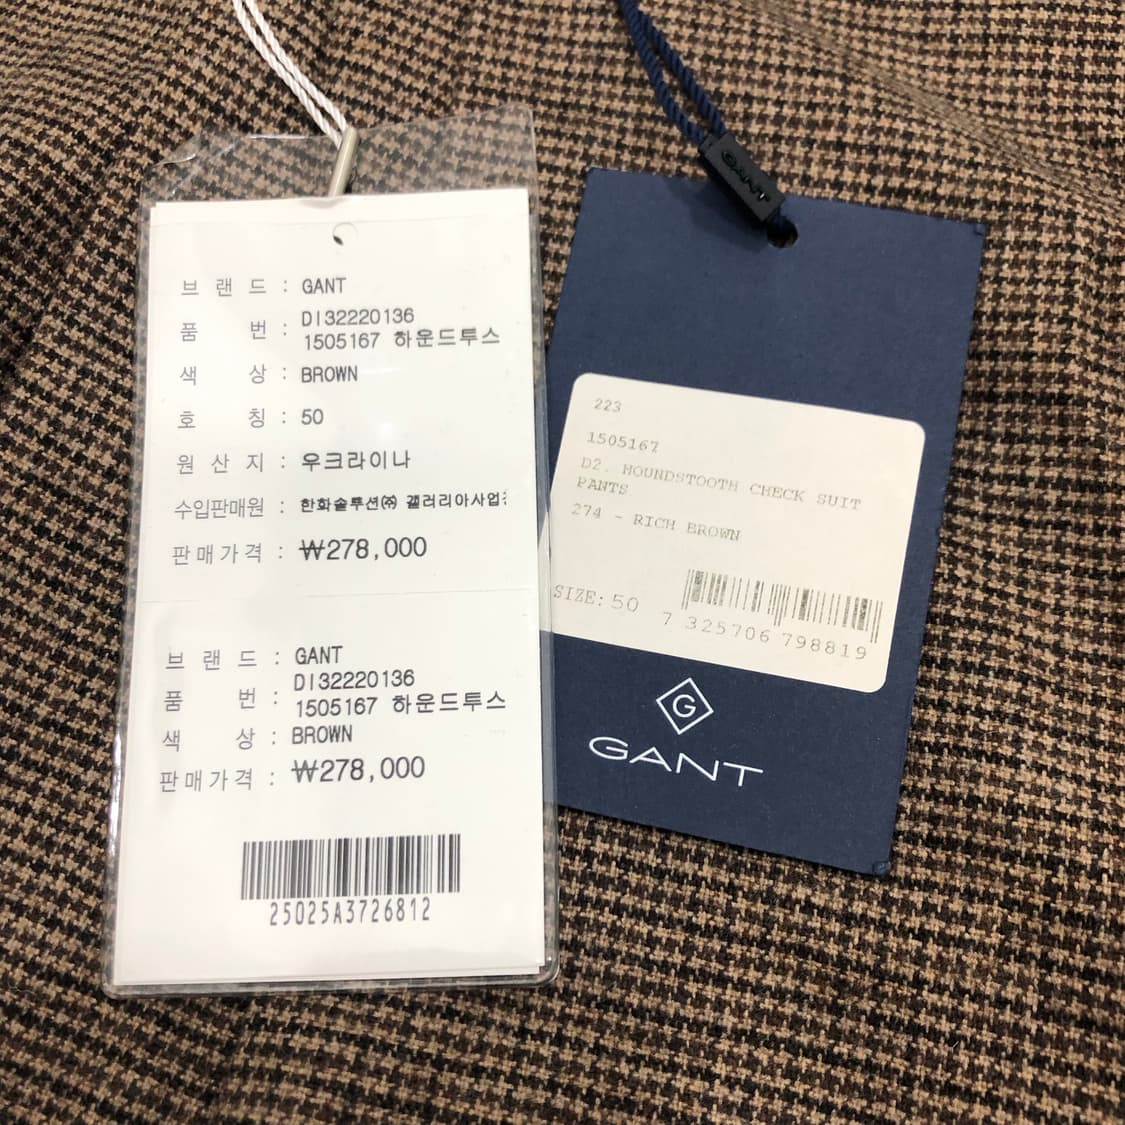 브랜드 : GANT
품번 : DI32220136
1505167 하운드투스
색상 : BROWN
호칭 : 50
원산지 : 우크라이나
수입판매원 : 한화솔루션㈜ 갤러리아사업
판매가격 : ₩278,000
브랜드 : GANT
품번 : DI32220136
1505167 하운드투스
색상 : BROWN
판매가격 : ₩278,000
25025A3726812
GANT
223
1505167
D2. HOUNDSTOOTH CHECK SUIT
PANTS
274 - RICH BROWN
SIZE: 50
7 325706 798819
G
GANT